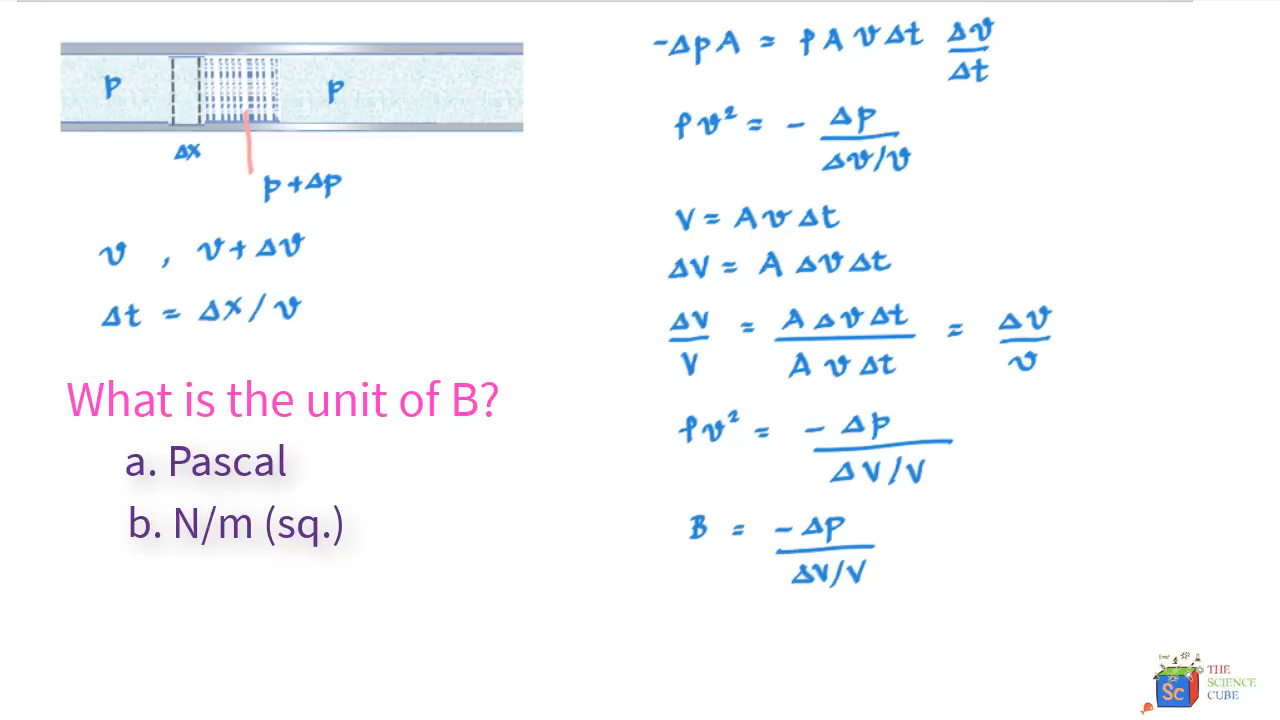 p p
Δx
p + Δp
v , v + Δv
Δt = Δx / v
What is the unit of B?
a. Pascal
b. N/m (sq.)
-Δp A = ρ A v Δt Δv/Δt
ρv² = - Δp/(Δv/v)
V = A v Δt
ΔV = A Δv Δt
ΔV/V = A Δv Δt/A v Δt = Δv/v
ρv² = - Δp/(ΔV/V)
B = - Δp/(ΔV/V)
Sc
THE
SCIENCE
CUBE